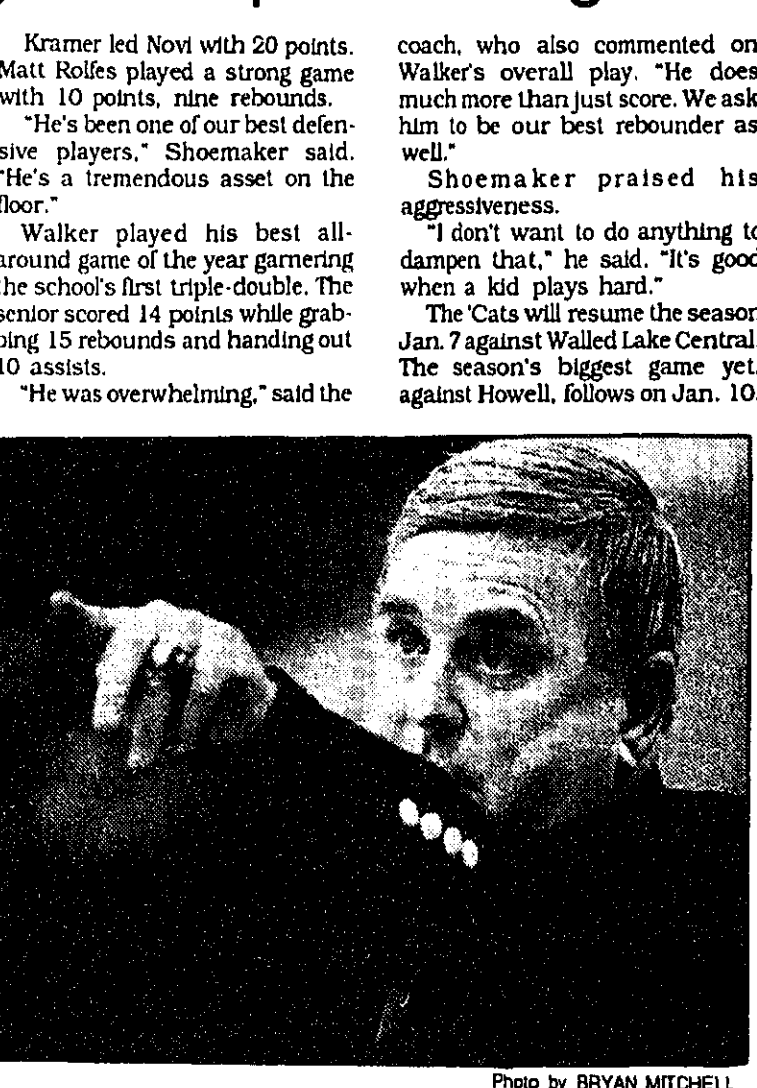 Kramer led Novi with 20 points.
Matt Rolfes played a strong game
with 10 points, nine rebounds.
"He's been one of our best defen-
sive players," Shoemaker said.
"He's a tremendous asset on the
floor."
Walker played his best all-
around game of the year garnering
the school's first triple-double. The
senior scored 14 points while grab-
bing 15 rebounds and handing out
10 assists.
"He was overwhelming," said the
coach, who also commented on
Walker's overall play. "He does
much more than just score. We ask
him to be our best rebounder as
well."
Shoemaker praised his
aggressiveness.
"I don't want to do anything to
dampen that," he said. "It's good
when a kid plays hard."
The 'Cats will resume the season
Jan. 7 against Walled Lake Central.
The season's biggest game yet,
against Howell, follows on Jan. 10.
Photo by BRYAN MITCHELL